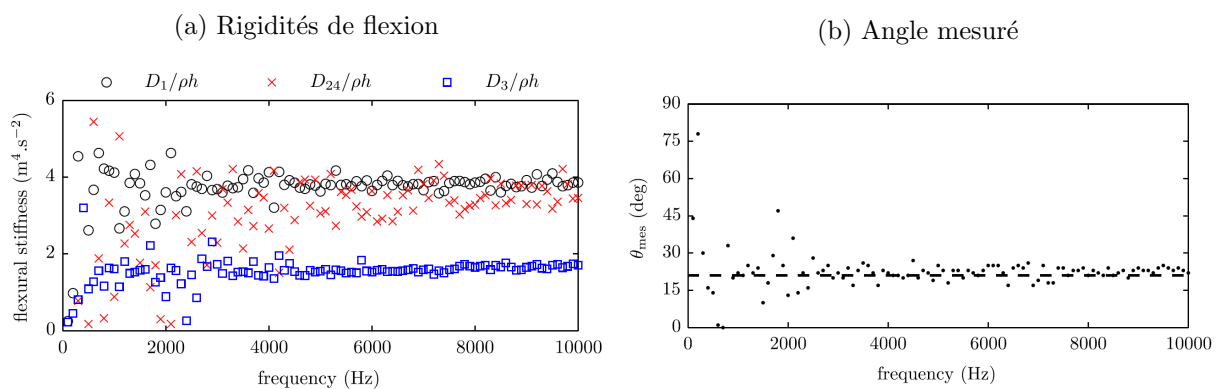 (a) Rigidités de flexion
D₁/ρh D₂₄/ρh D₃/ρh
6
4
2
0
flexural stiffness (m⁴.s⁻²)
0 2000 4000 6000 8000 10000
frequency (Hz)
(b) Angle mesuré
90
75
60
45
30
15
0
θmes (deg)
0 2000 4000 6000 8000 10000
frequency (Hz)